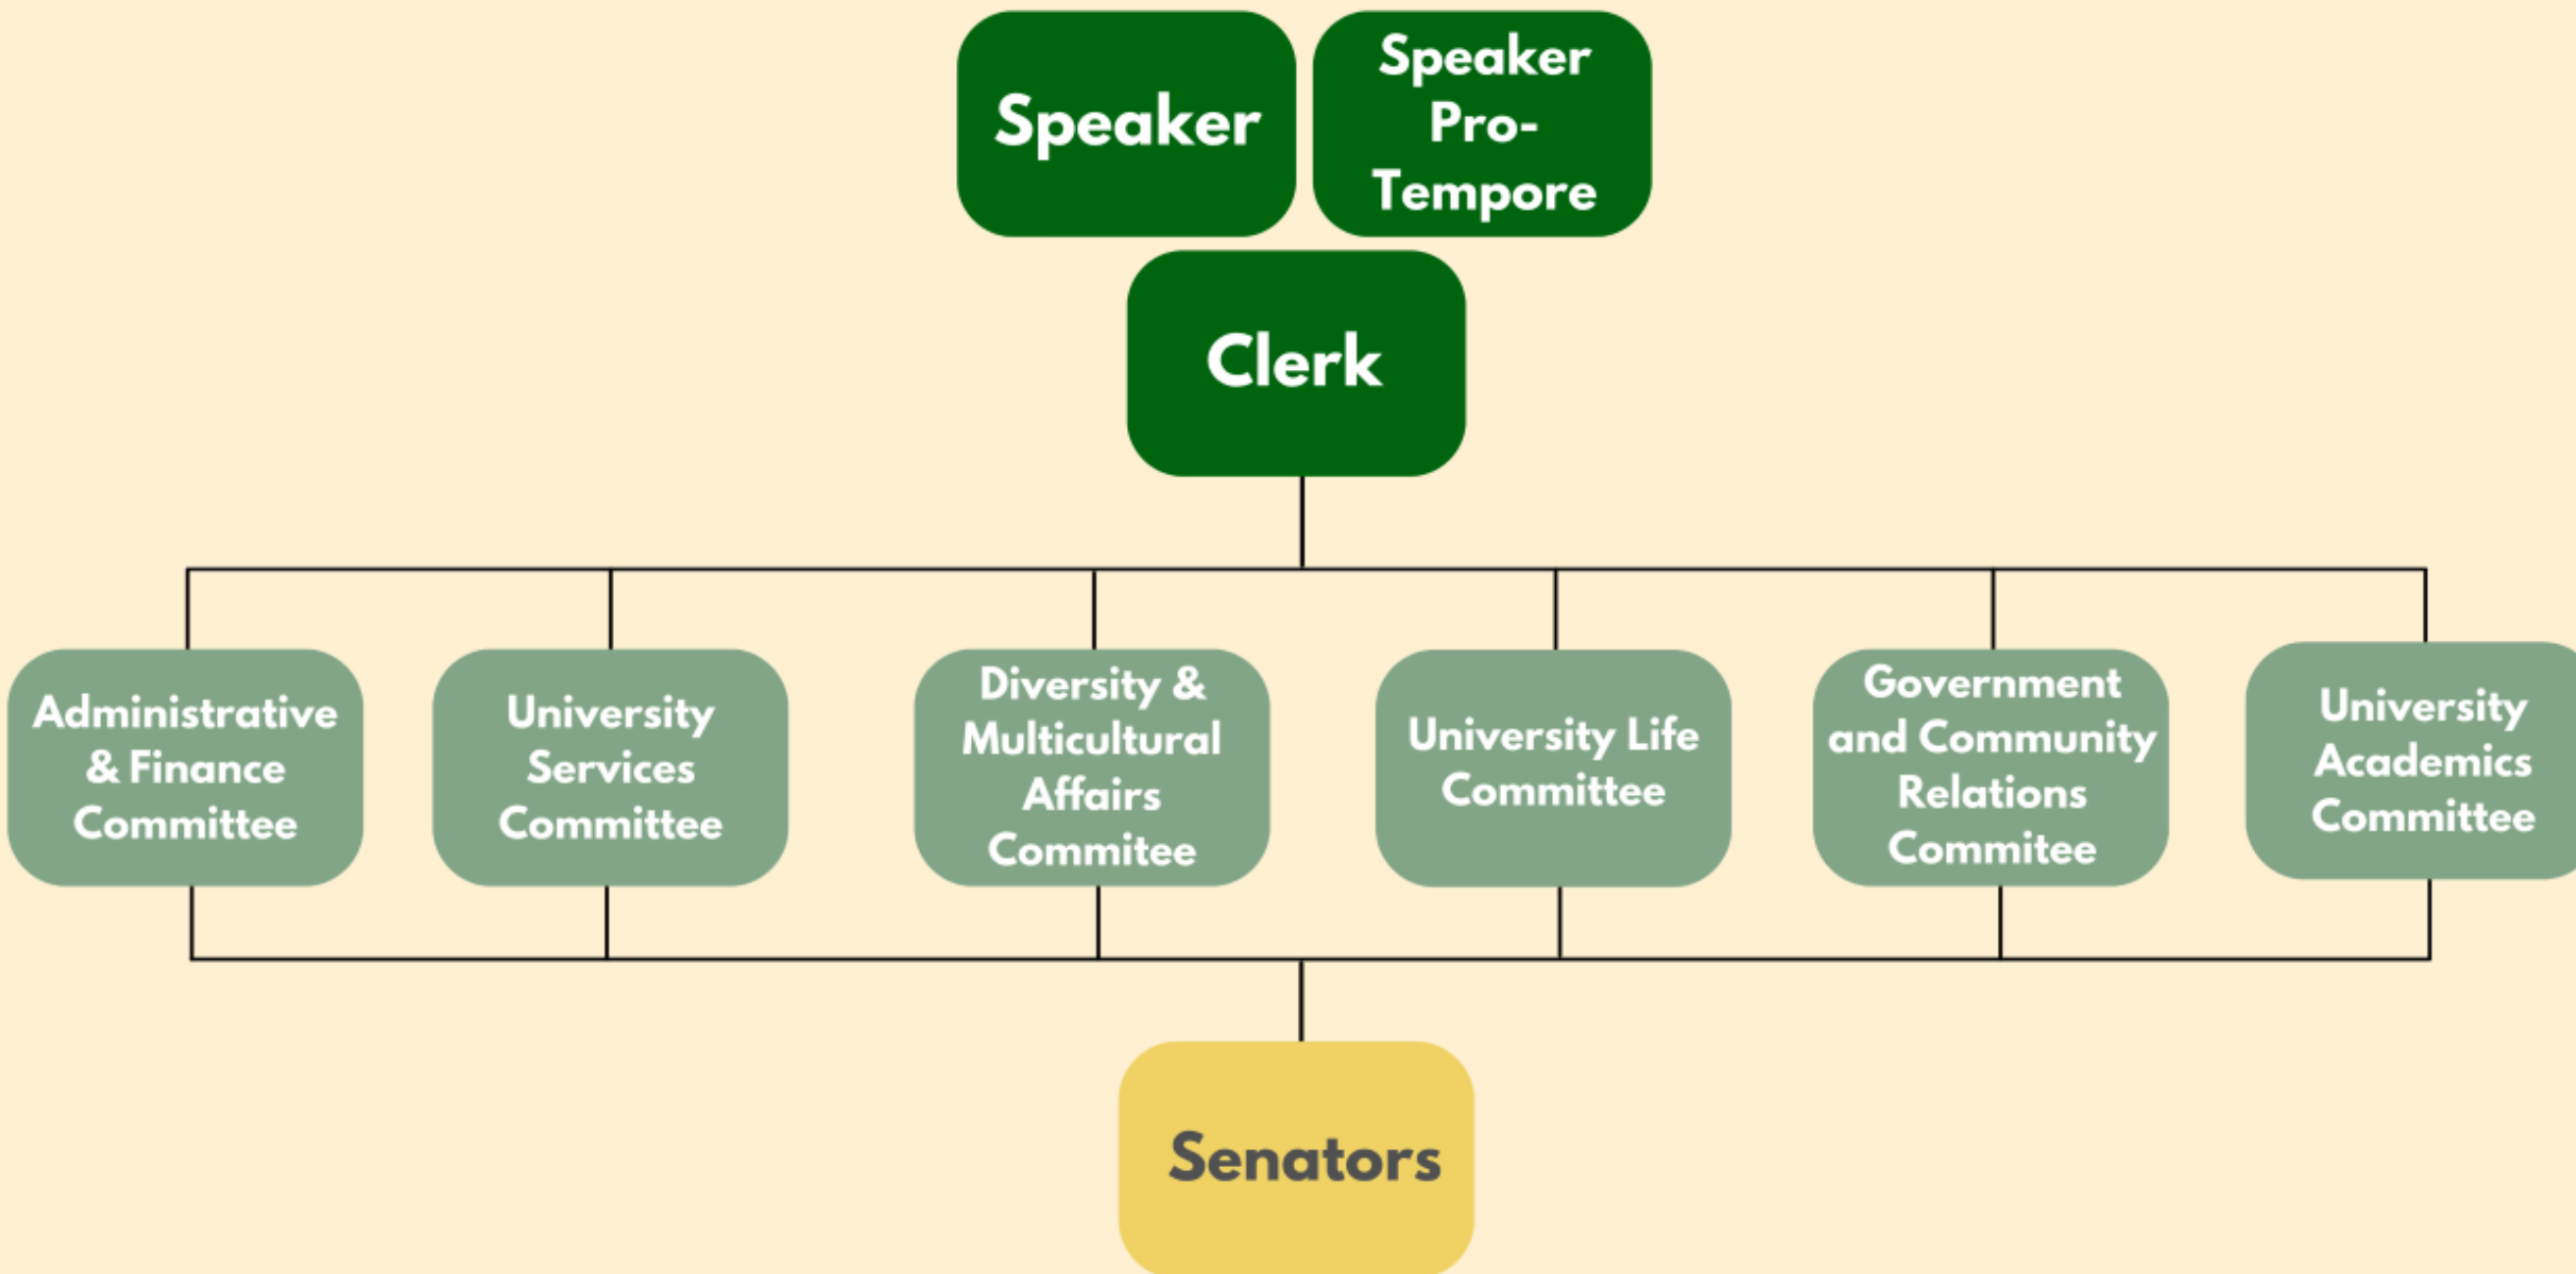 Speaker
Speaker
Pro-
Tempore
Clerk
Administrative
& Finance
Committee
University
Services
Committee
Diversity &
Multicultural
Affairs
Commitee
University Life
Committee
Government
and Community
Relations
Commitee
University
Academics
Committee
Senators